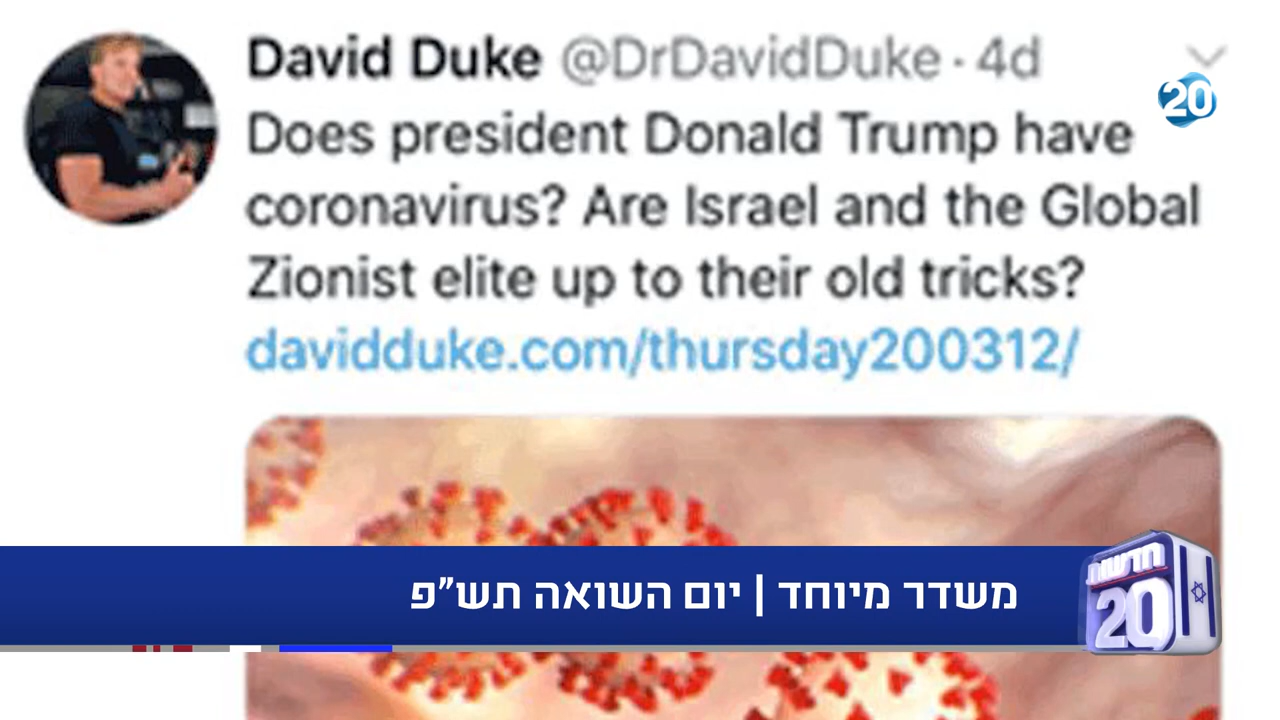 David Duke @DrDavidDuke · 4d
20
Does president Donald Trump have
coronavirus? Are Israel and the Global
Zionist elite up to their old tricks?
davidduke.com/thursday200312/
משדר מיוחד | יום השואה תש"פ
חדשות
20